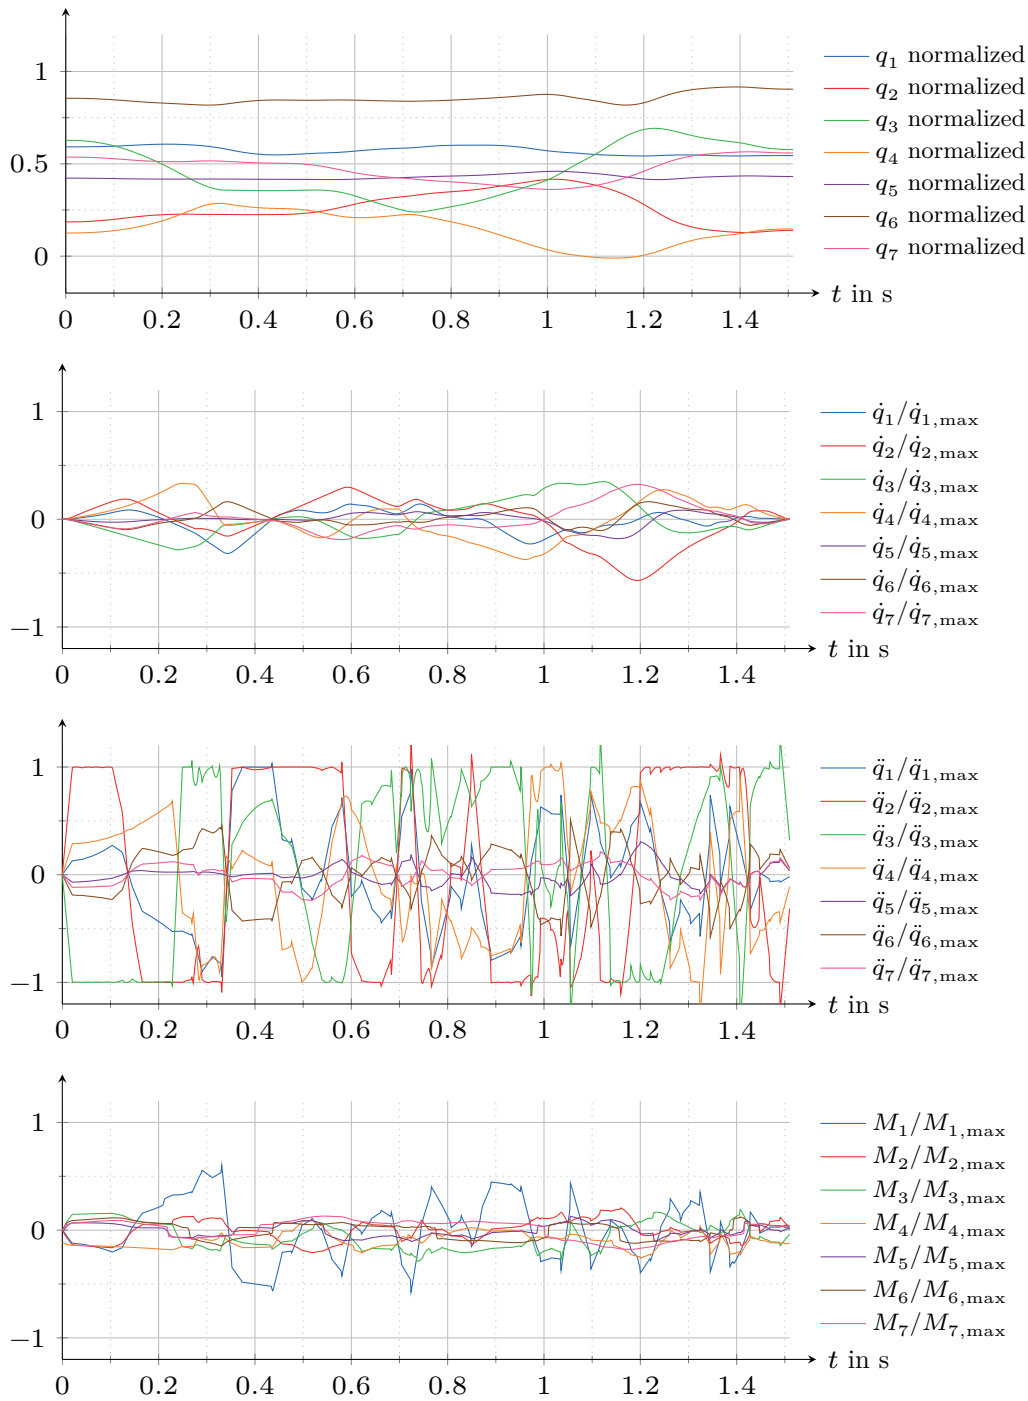 1
0.5
0
q₁ normalized
q₂ normalized
q₃ normalized
q₄ normalized
q₅ normalized
q₆ normalized
q₇ normalized
t in s
0 0.2 0.4 0.6 0.8 1 1.2 1.4
1
0
−1
q̇₁/q̇₁,max
q̇₂/q̇₂,max
q̇₃/q̇₃,max
q̇₄/q̇₄,max
q̇₅/q̇₅,max
q̇₆/q̇₆,max
q̇₇/q̇₇,max
t in s
0 0.2 0.4 0.6 0.8 1 1.2 1.4
1
0
−1
q̈₁/q̈₁,max
q̈₂/q̈₂,max
q̈₃/q̈₃,max
q̈₄/q̈₄,max
q̈₅/q̈₅,max
q̈₆/q̈₆,max
q̈₇/q̈₇,max
t in s
0 0.2 0.4 0.6 0.8 1 1.2 1.4
1
0
−1
M₁/M₁,max
M₂/M₂,max
M₃/M₃,max
M₄/M₄,max
M₅/M₅,max
M₆/M₆,max
M₇/M₇,max
t in s
0 0.2 0.4 0.6 0.8 1 1.2 1.4